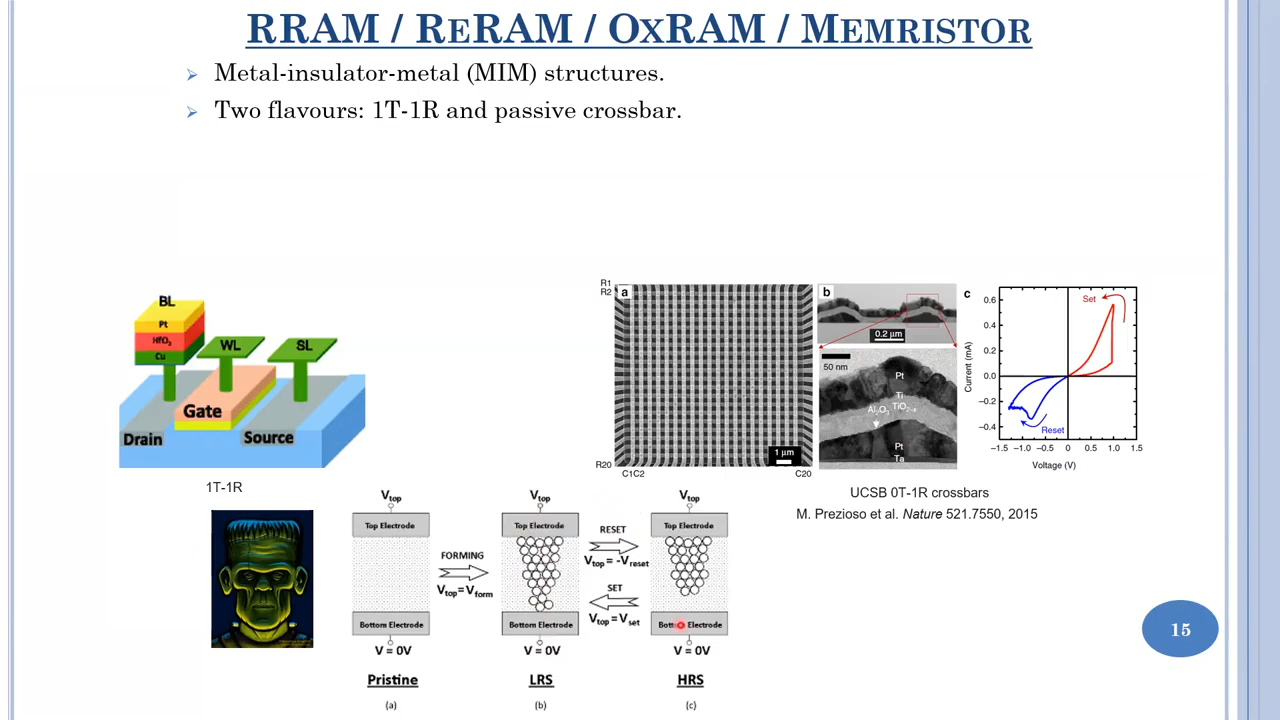 RRAM / ReRAM / OxRAM / Memristor
Metal-insulator-metal (MIM) structures.
Two flavours: 1T-1R and passive crossbar.
BL
Pt
HfO₃
Cu
WL
SL
Gate
Drain
Source
1T-1R
R1
R2
R20
a
1 µm
C1C2
C20
b
0.2 µm
50 nm
Pt
Ti
Al₂O₃
TiO₂₋ₓ
Pt
Ta
c
Set
Reset
Current (mA)
0.6
0.4
0.2
0.0
−0.2
−0.4
−1.5 −1.0 −0.5 0 0.5 1.0 1.5
Voltage (V)
UCSB 0T-1R crossbars
M. Prezioso et al. Nature 521.7550, 2015
Vtop
Top Electrode
Bottom Electrode
V = 0V
Pristine
(a)
FORMING
Vtop=Vform
Vtop
Top Electrode
Bottom Electrode
V = 0V
LRS
(b)
RESET
Vtop= -Vreset
SET
Vtop=Vset
Vtop
Top Electrode
Bottom Electrode
V = 0V
HRS
(c)
15